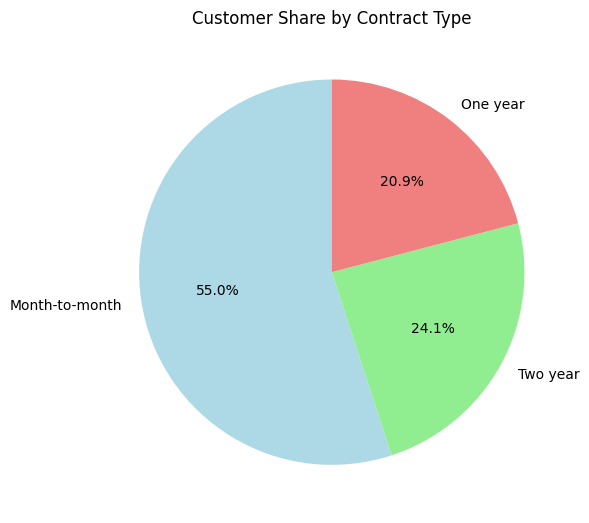 Customer Share by Contract Type
One year
20.9%
55.0%
Month-to-month
24.1%
Two year